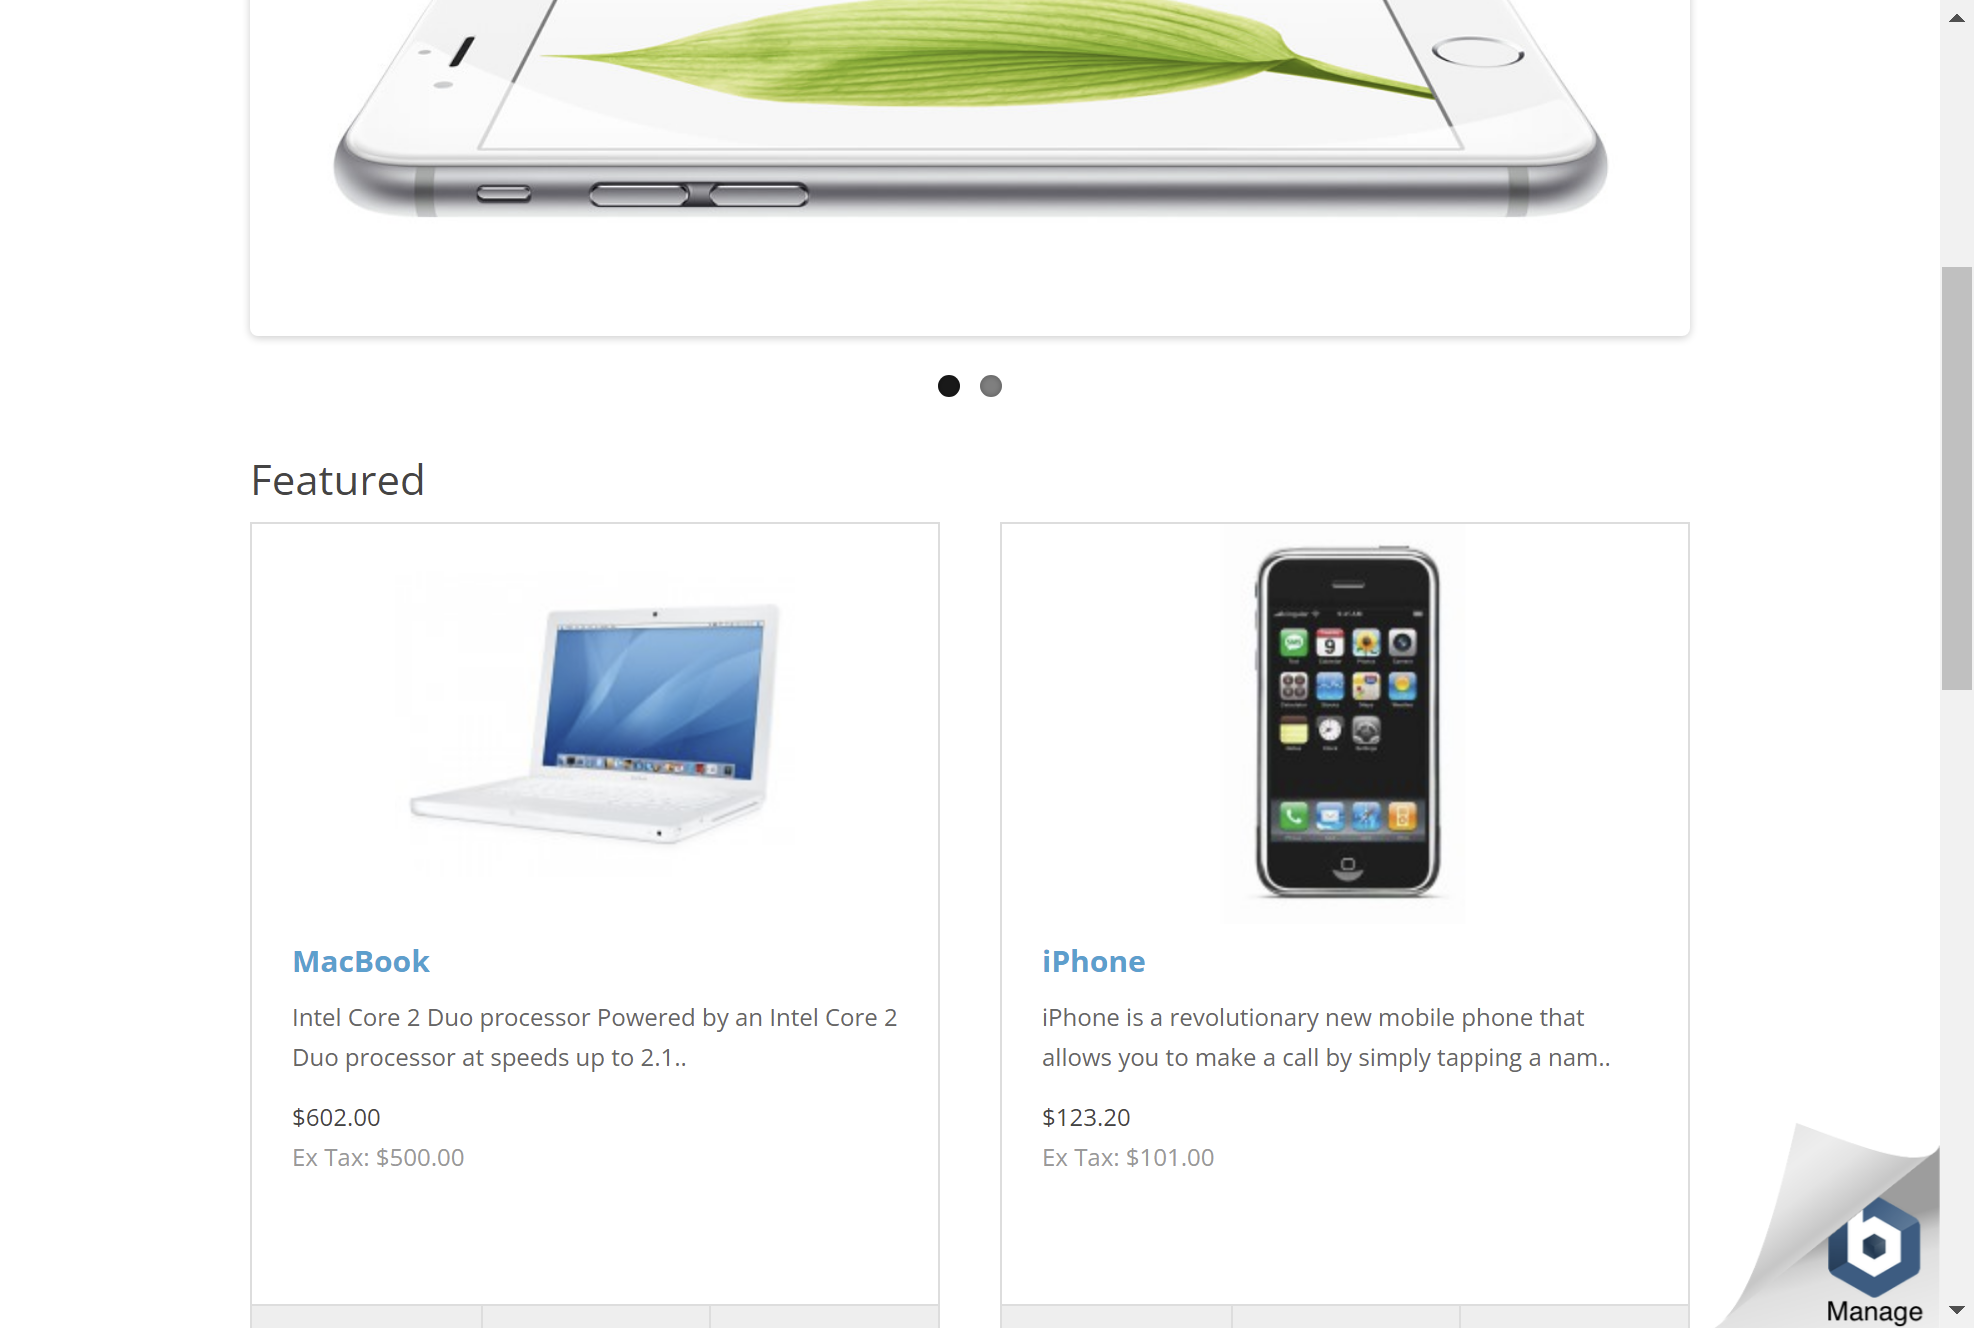 Featured
MacBook
Intel Core 2 Duo processor Powered by an Intel Core 2
Duo processor at speeds up to 2.1..
$602.00
Ex Tax: $500.00
iPhone
iPhone is a revolutionary new mobile phone that
allows you to make a call by simply tapping a nam..
$123.20
Ex Tax: $101.00
Manage